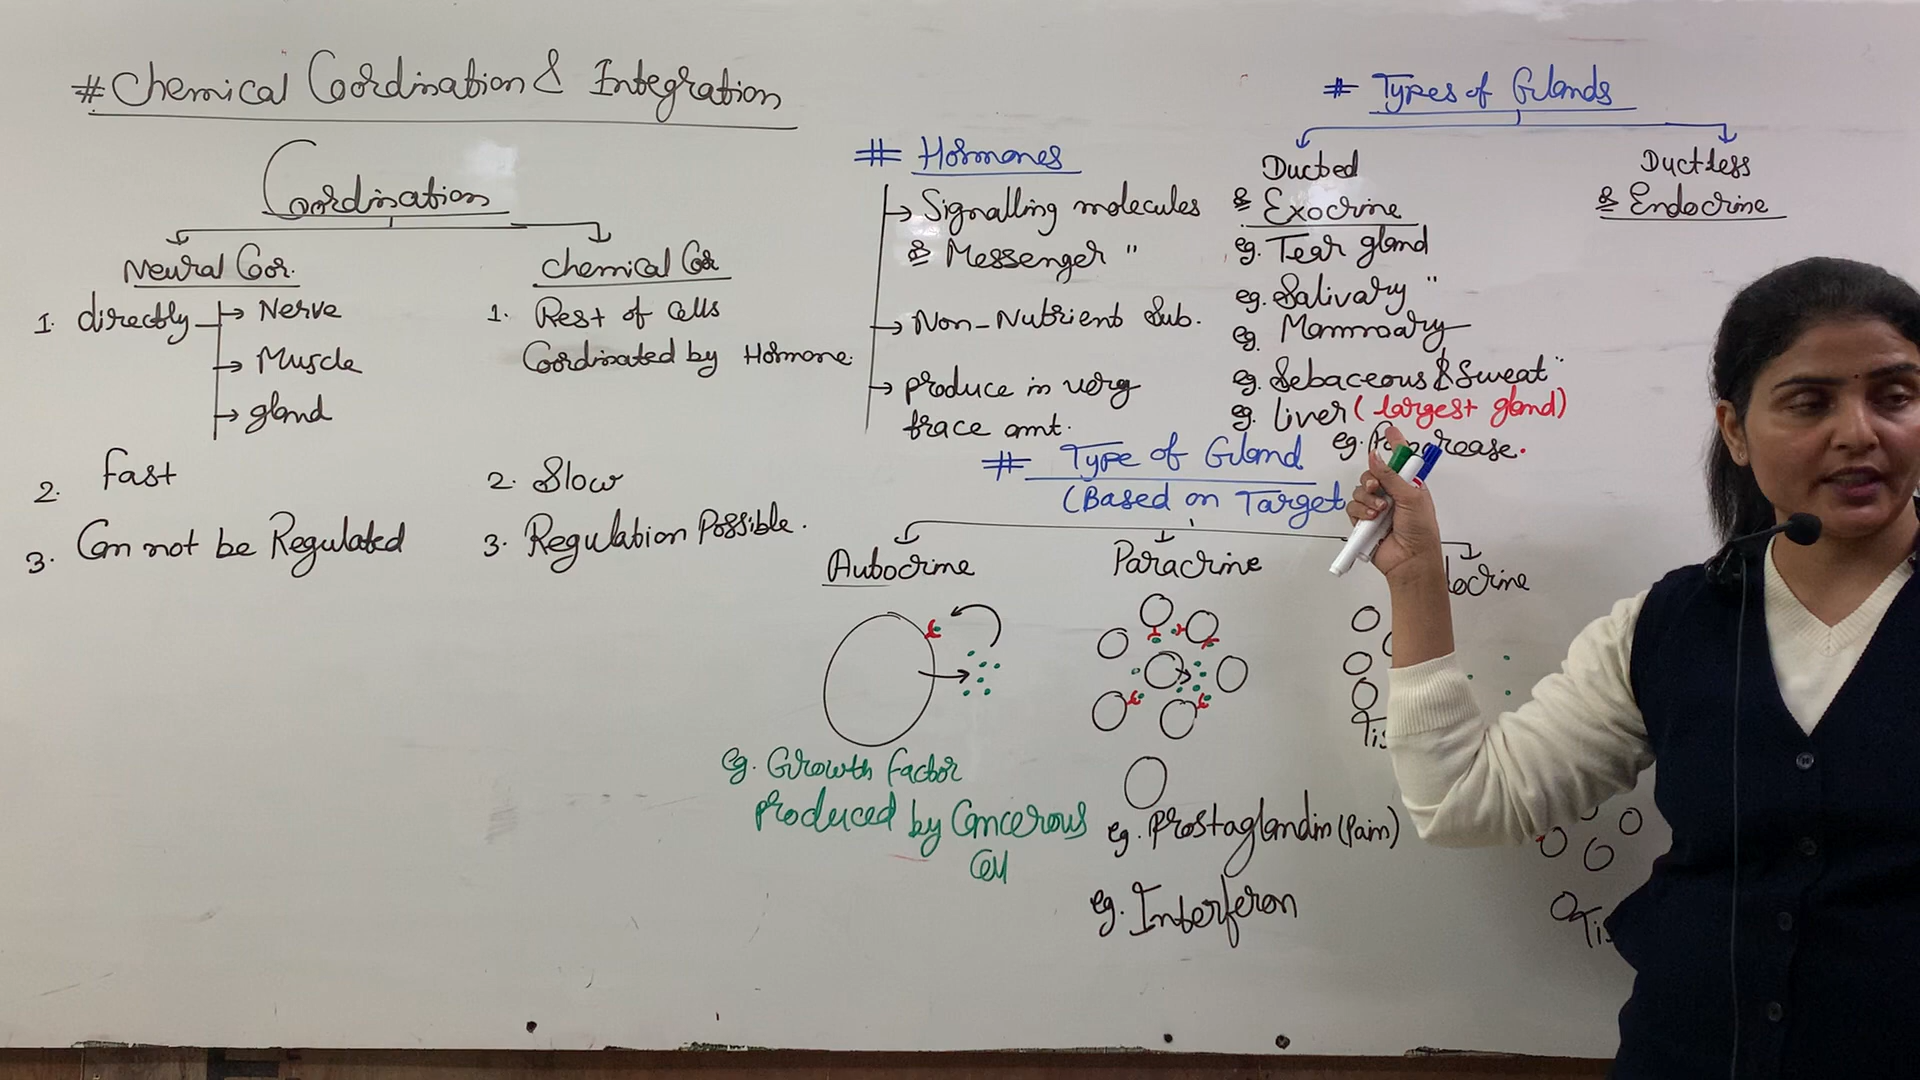 # Chemical Coordination & Integration
Coordination
Neural Coor.
1. directly → Nerve
→ Muscle
→ gland
2. fast
3. Can not be Regulated
Chemical Cor
1. Rest of Cells
Coordinated by Hormone.
2. Slow
3. Regulation Possible.
# Hormones
→ Signalling molecules
& Messenger "
→ Non-Nutrient Sub.
→ produce in very
trace amt.
# Types of Glands
Ducted
& Exocrine
eg. Tear gland
eg. Salivary "
eg. Mammary
eg. Sebaceous & Sweat "
eg. Liver (largest gland)
eg.
Ductless
& Endocrine
# Type of Gland
(Based on Target
Autocrine
eg. Growth factor
produced by Cancerous
Cell
Paracrine
eg. Prostaglandin (Pain)
eg. Interferon
ocrine
Tis
Tis